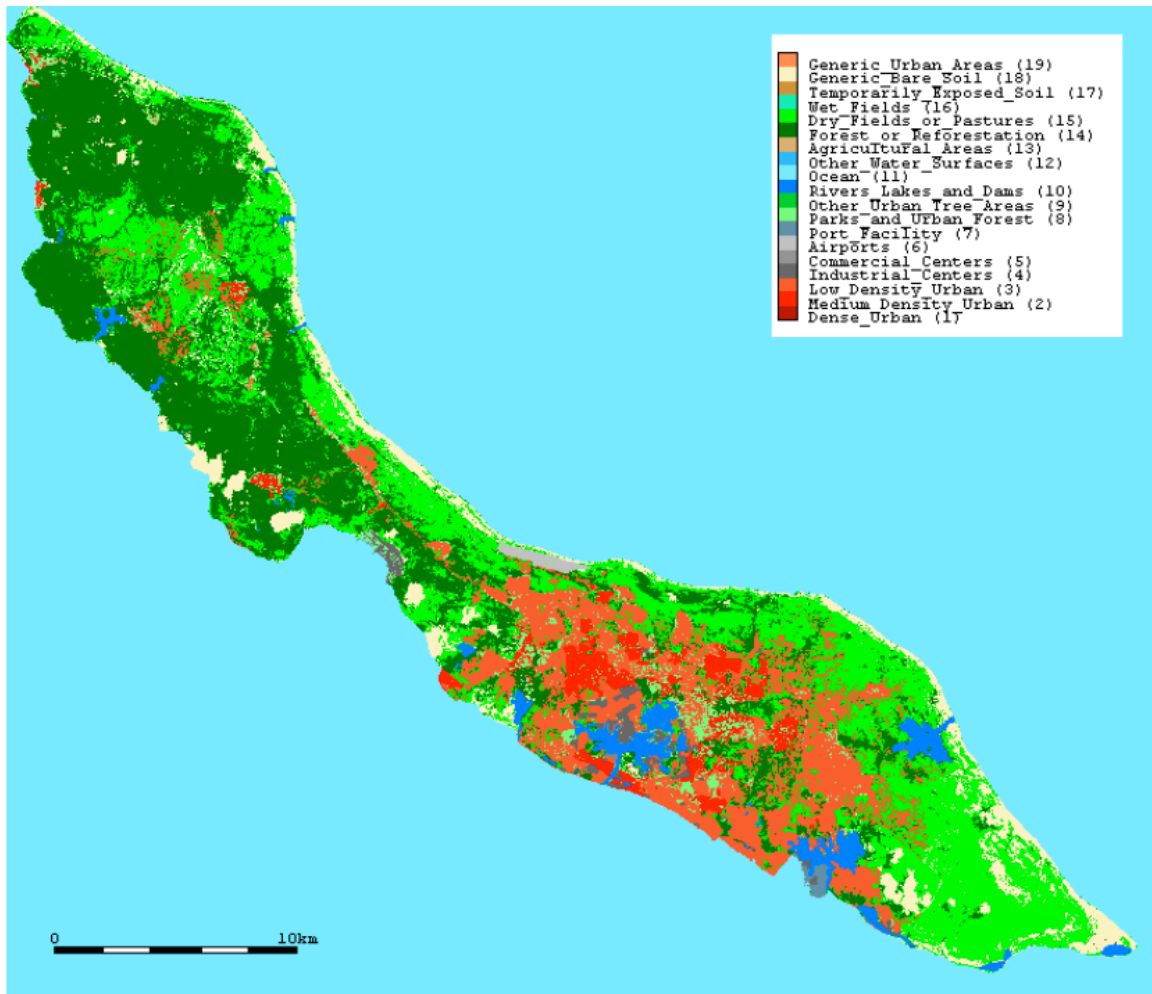 Generic_Urban_Areas (19)
Generic_Bare_Soil (18)
Temporarily_Exposed_Soil (17)
Wet_Fields (16)
Dry_Fields_or_Pastures (15)
Forest_or_Reforestation (14)
Agricultural_Areas (13)
Other_Water_Surfaces (12)
Ocean (11)
Rivers_Lakes_and_Dams (10)
Other_Urban_Tree_Areas (9)
Parks_and_Urban_Forest (8)
Port_Facility (7)
Airports (6)
Commercial_Centers (5)
Industrial_Centers (4)
Low_Density_Urban (3)
Medium_Density_Urban (2)
Dense_Urban (1)
0 10km